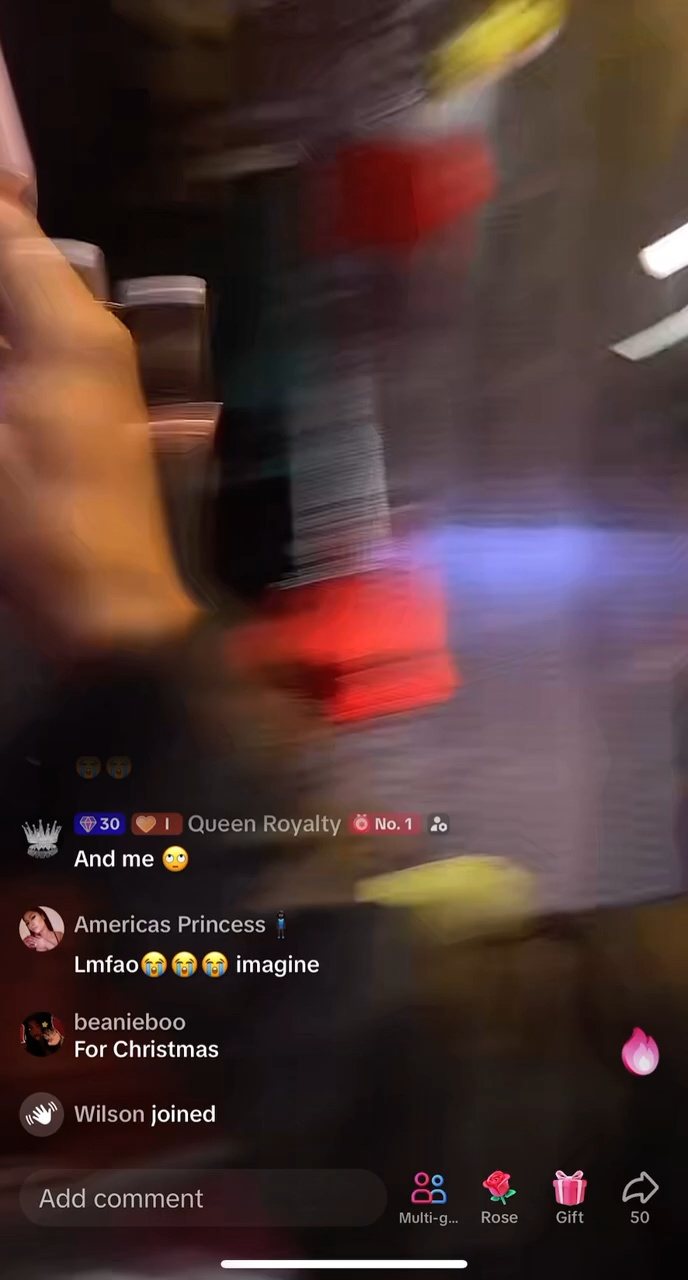 😭😭
30 I Queen Royalty No. 1
And me 🙄
Americas Princess🧍🏿‍♂️
Lmfao😭😭😭 imagine
beanieboo
For Christmas
Wilson joined
Add comment
Multi-g... Rose Gift 50